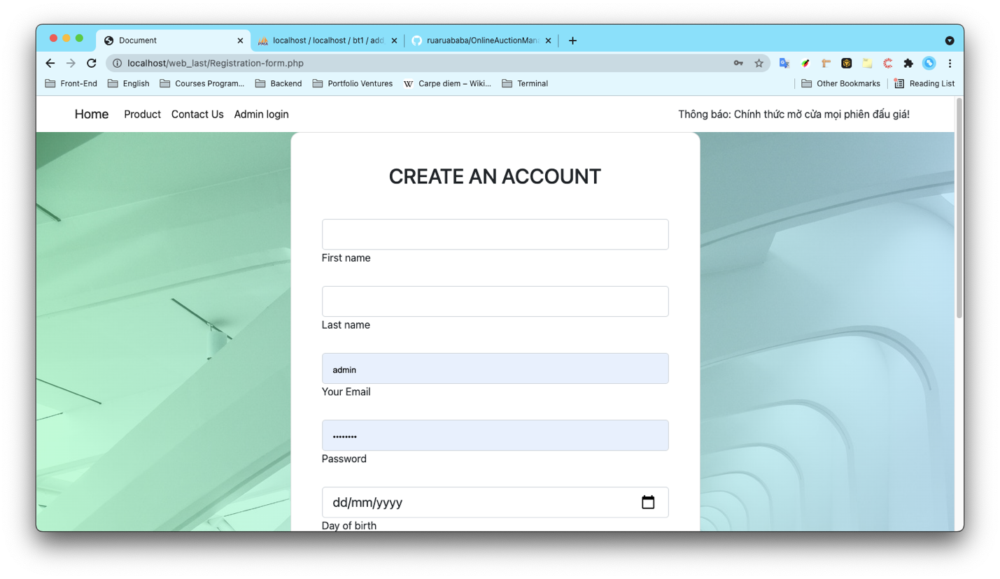 Document
localhost / localhost / bt1 / add
ruaruababa/OnlineAuctionMana
localhost/web_last/Registration-form.php
Front-End
English
Courses Program...
Backend
Portfolio Ventures
W Carpe diem – Wiki...
Terminal
Other Bookmarks
Reading List
Home
Product
Contact Us
Admin login
Thông báo: Chính thức mở cửa mọi phiên đấu giá!
CREATE AN ACCOUNT
First name
Last name
admin
Your Email
••••••••
Password
dd/mm/yyyy
Day of birth